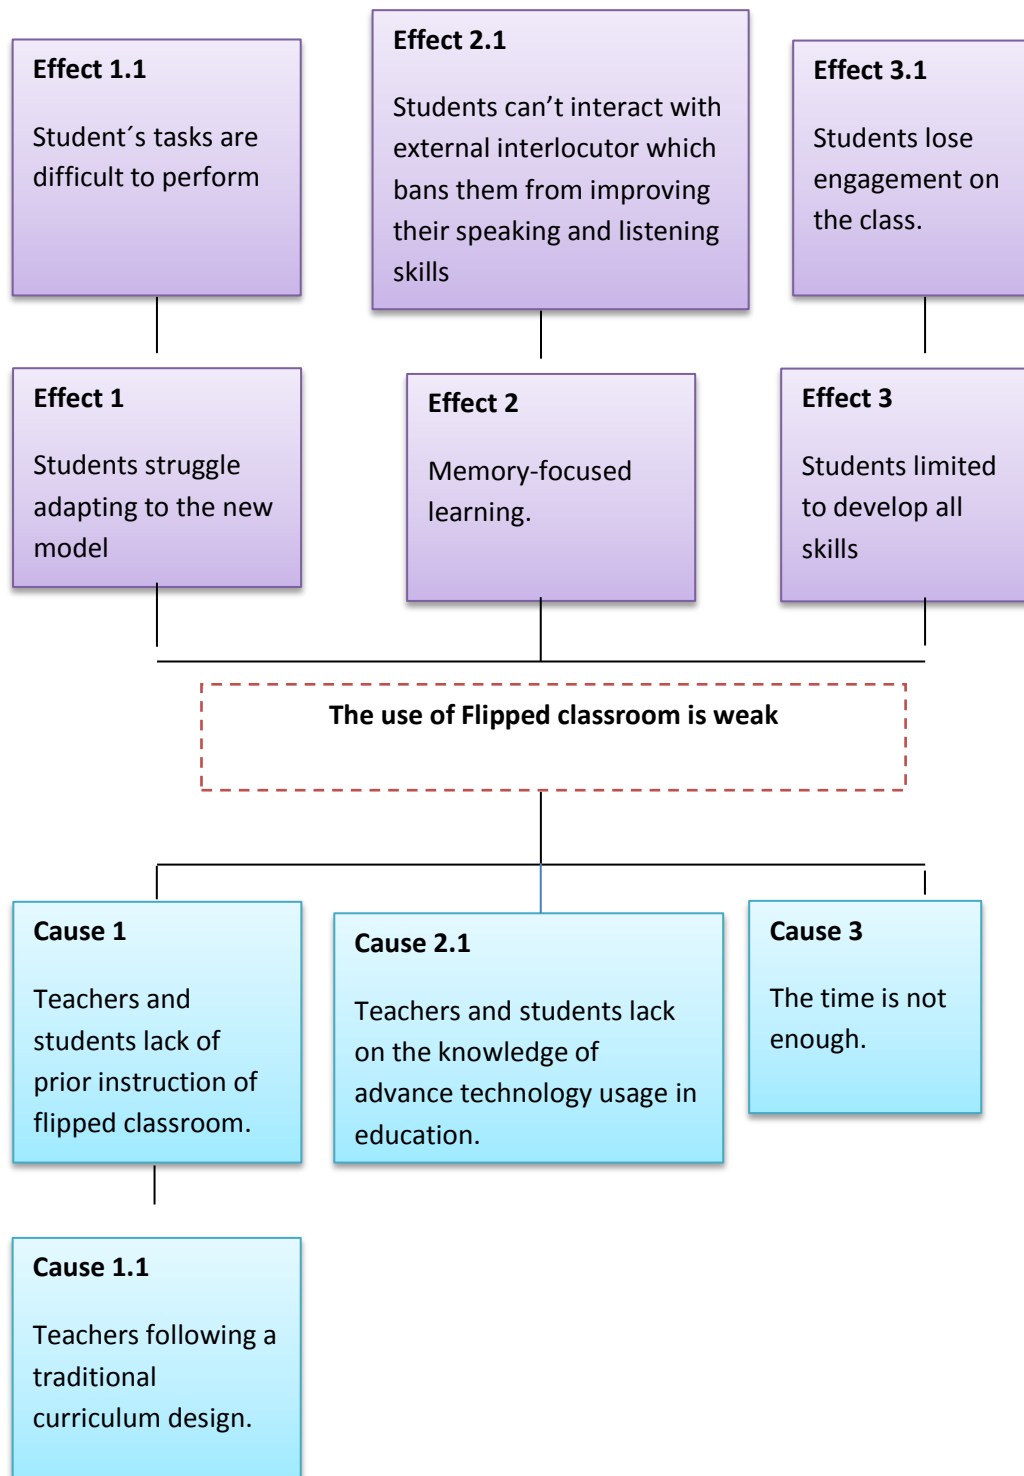 Effect 1.1
Student´s tasks are
difficult to perform
Effect 2.1
Students can’t interact with
external interlocutor which
bans them from improving
their speaking and listening
skills
Effect 3.1
Students lose
engagement on
the class.
Effect 1
Students struggle
adapting to the new
model
Effect 2
Memory-focused
learning.
Effect 3
Students limited
to develop all
skills
The use of Flipped classroom is weak
Cause 1
Teachers and
students lack of
prior instruction of
flipped classroom.
Cause 2.1
Teachers and students lack
on the knowledge of
advance technology usage in
education.
Cause 3
The time is not
enough.
Cause 1.1
Teachers following a
traditional
curriculum design.